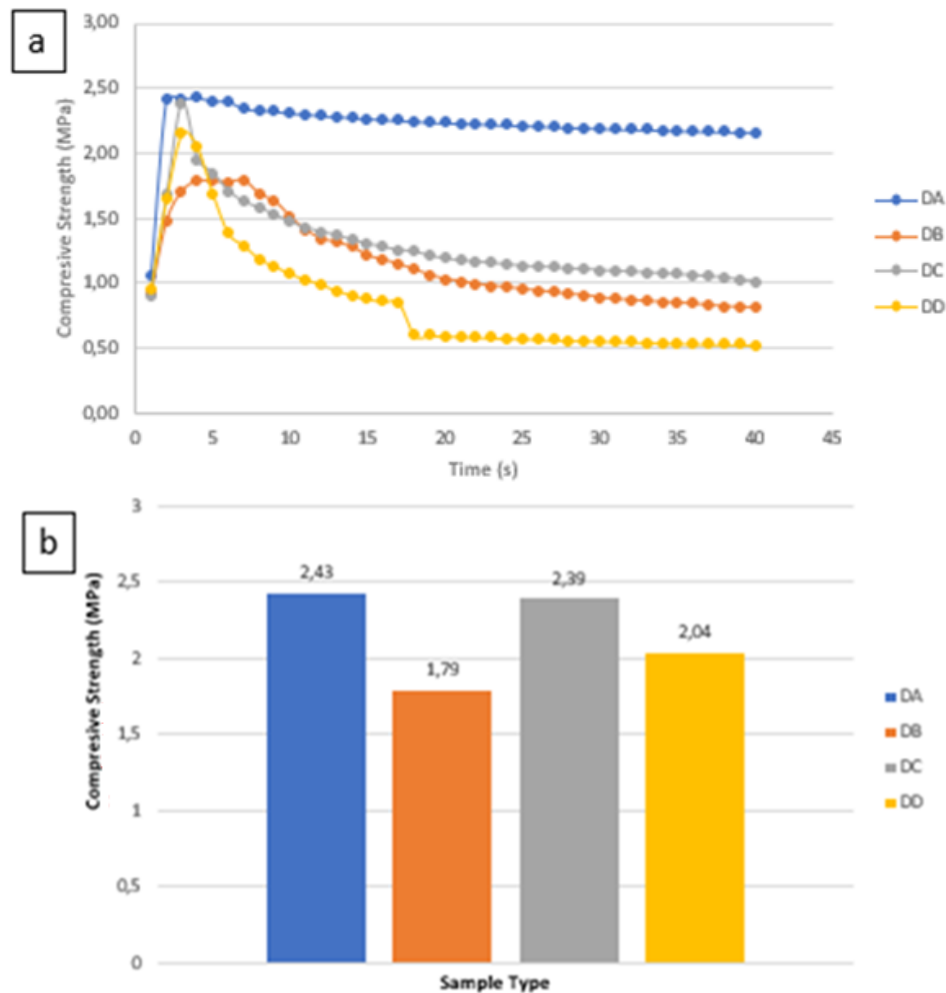 a
Compresive Strength (MPa)
3,00
2,50
2,00
1,50
1,00
0,50
0,00
0 5 10 15 20 25 30 35 40 45
Time (s)
DA
DB
DC
DD
b
Compresive Strength (MPa)
3
2,5
2
1,5
1
0,5
0
2,43
1,79
2,39
2,04
Sample Type
DA
DB
DC
DD